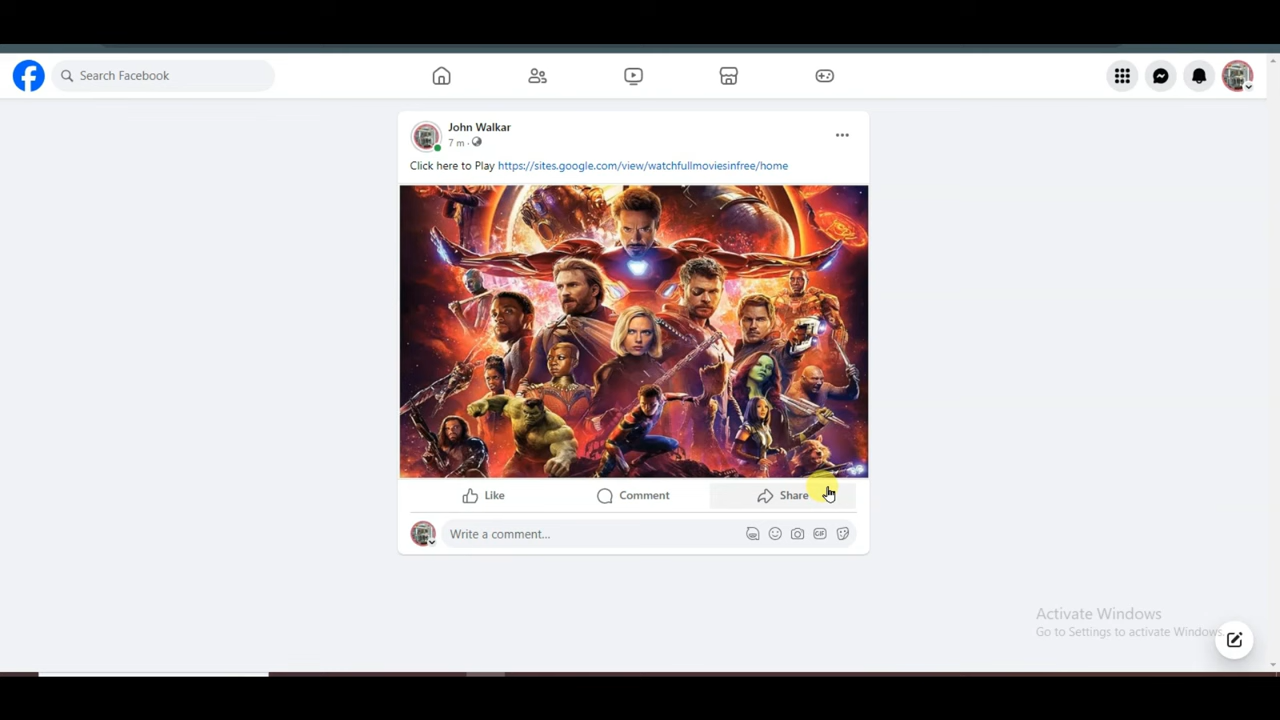 Search Facebook
John Walkar
7 m ·
Click here to Play https://sites.google.com/view/watchfullmoviesinfree/home
Like
Comment
Share
Write a comment...
GIF
Activate Windows
Go to Settings to activate Windows.